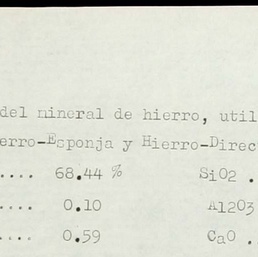 del mineral de hierro, util
erro-Esponja y Hierro-Direc
.... 68.44 % SiO2 .
.... 0.10 Al2O3
.... 0.59 CaO .